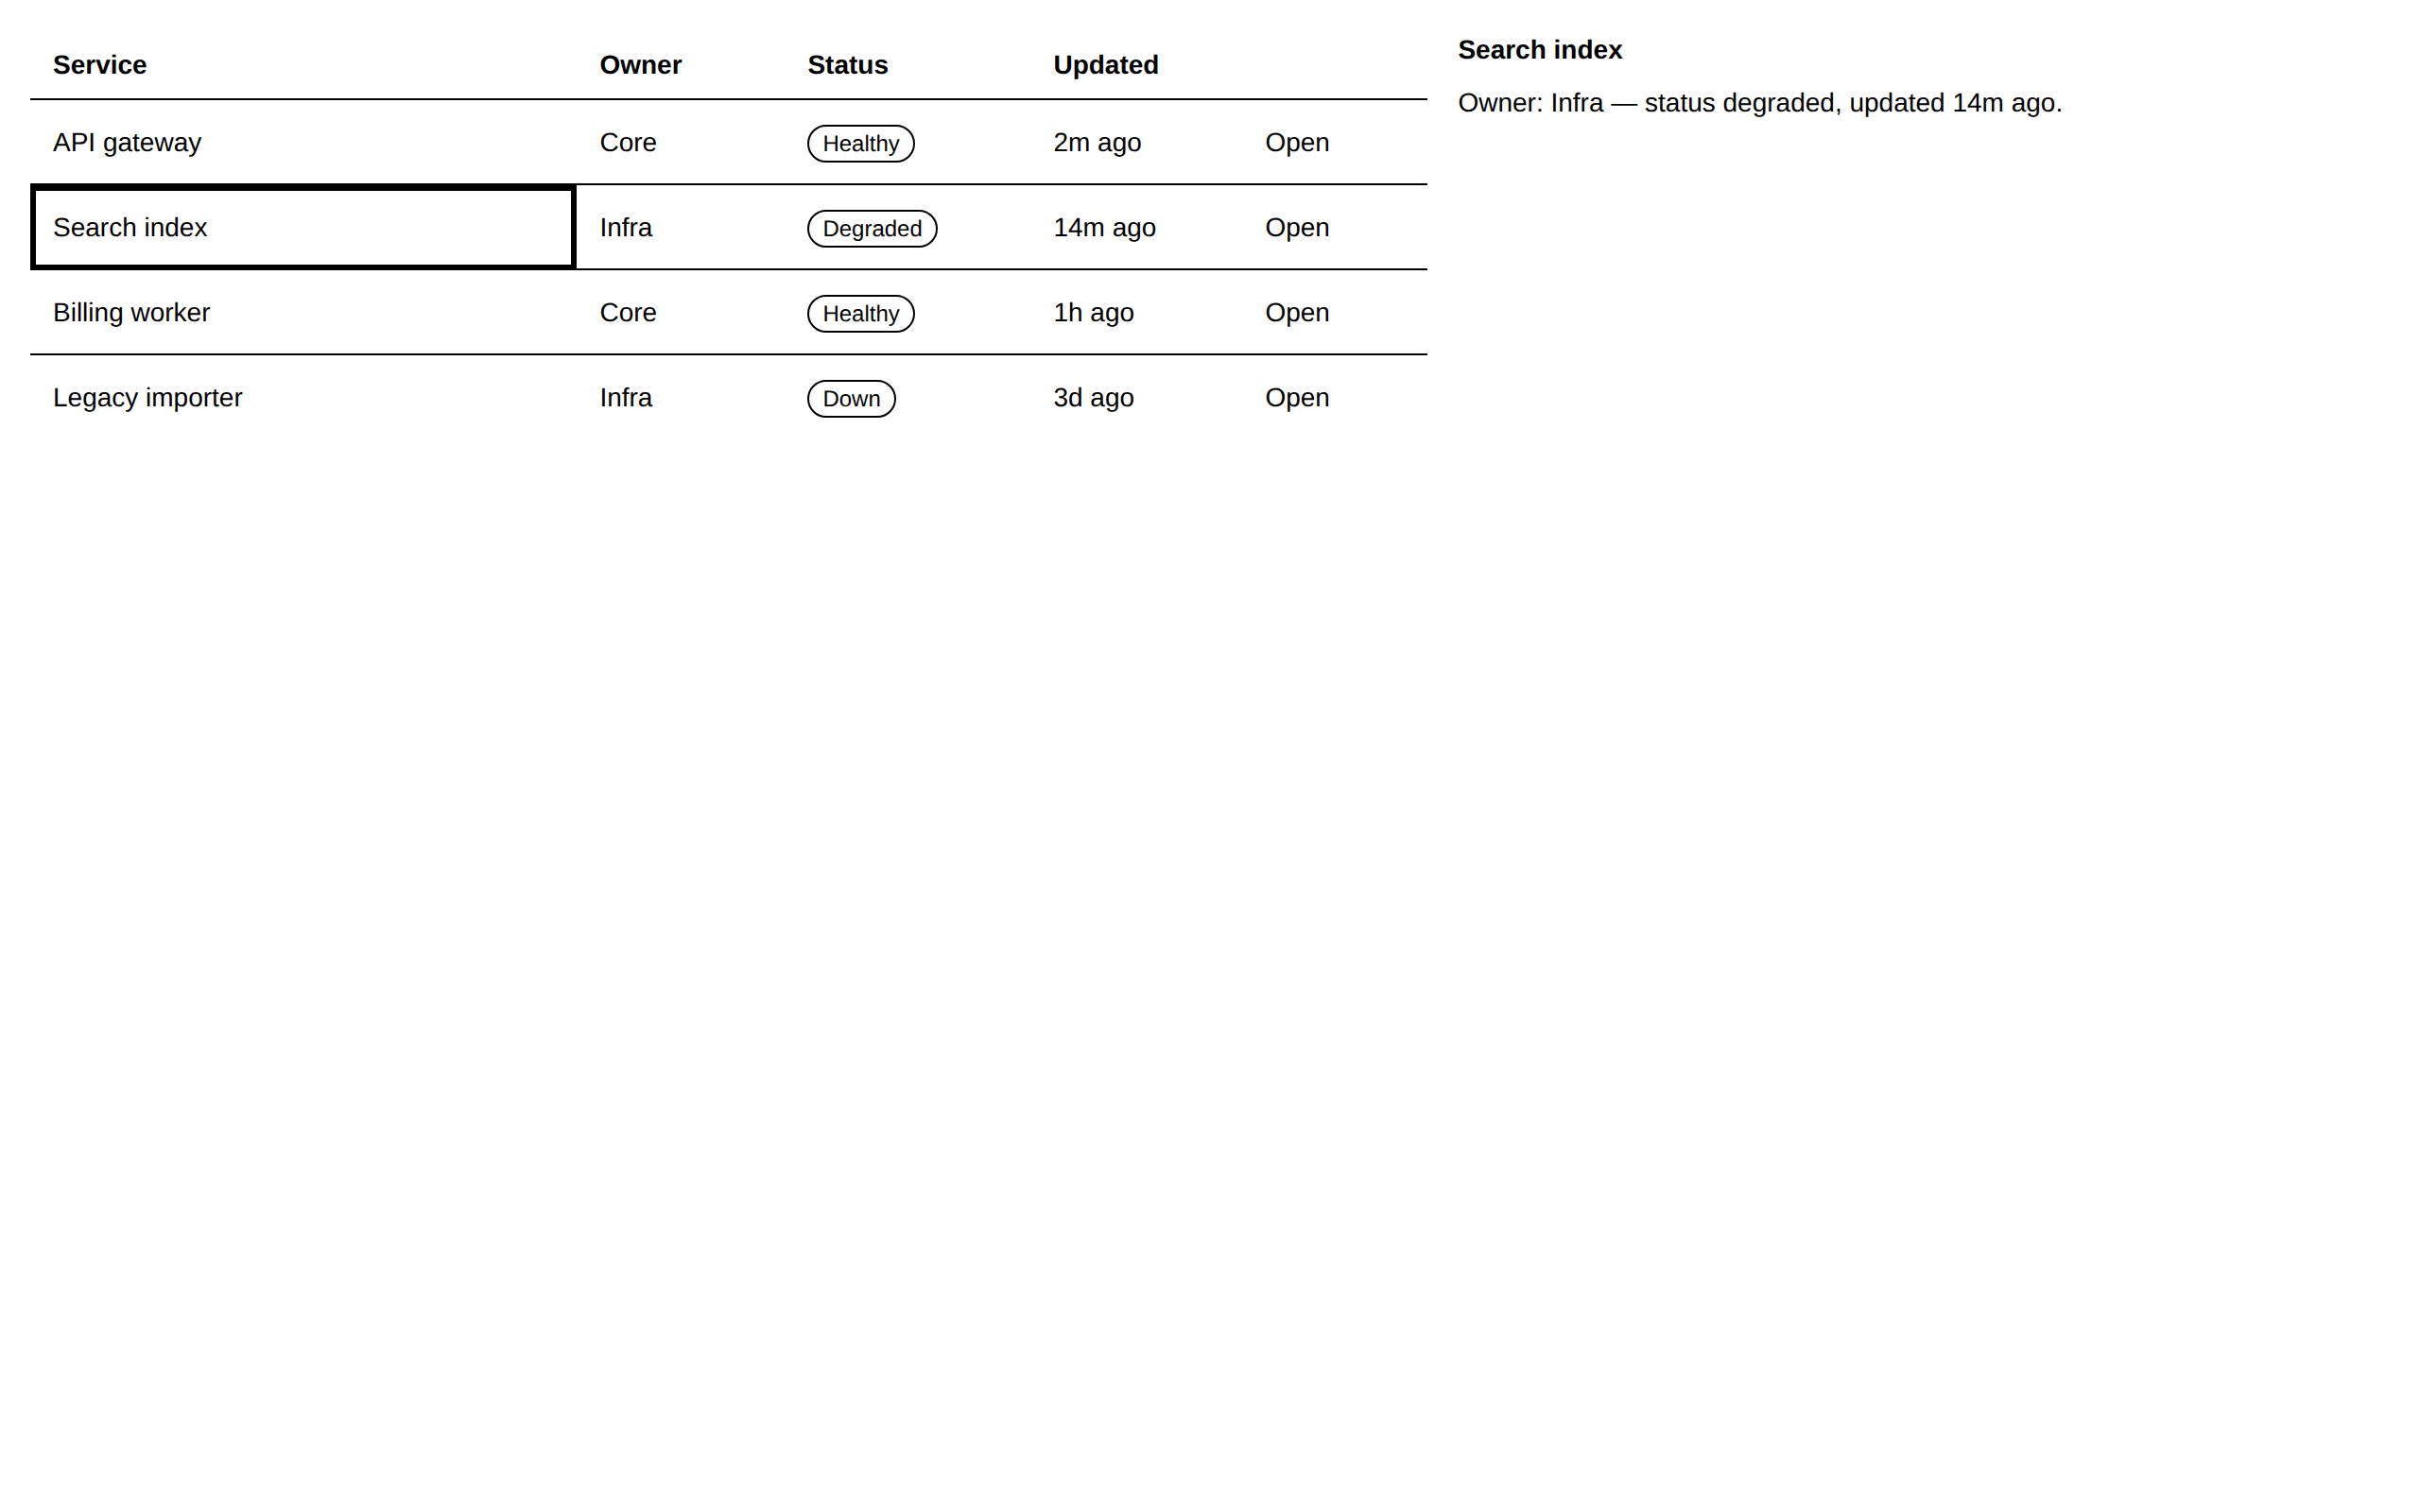 Service Owner Status Updated
API gateway Core Healthy 2m ago Open
Search index Infra Degraded 14m ago Open
Billing worker Core Healthy 1h ago Open
Legacy importer Infra Down 3d ago Open
Search index
Owner: Infra — status degraded, updated 14m ago.